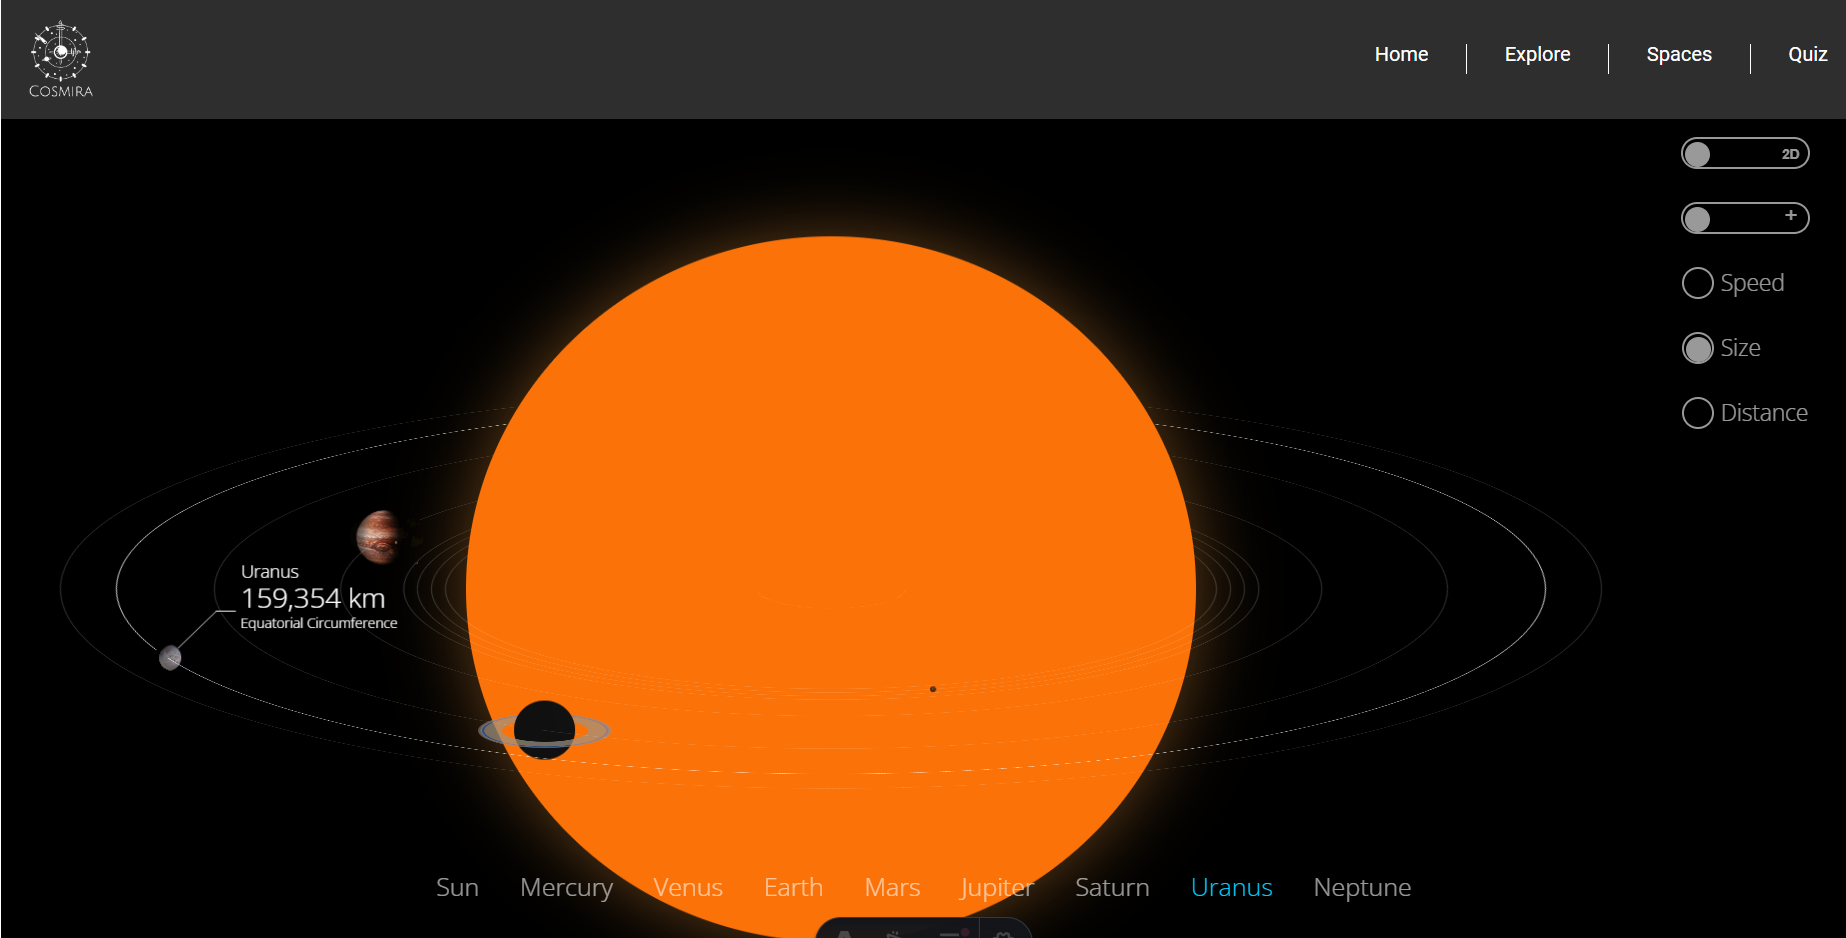 COSMIRA
Home
Explore
Spaces
Quiz
2D
+
Speed
Size
Distance
Uranus
159,354 km
Equatorial Circumference
Sun Mercury Venus Earth Mars Jupiter Saturn Uranus Neptune